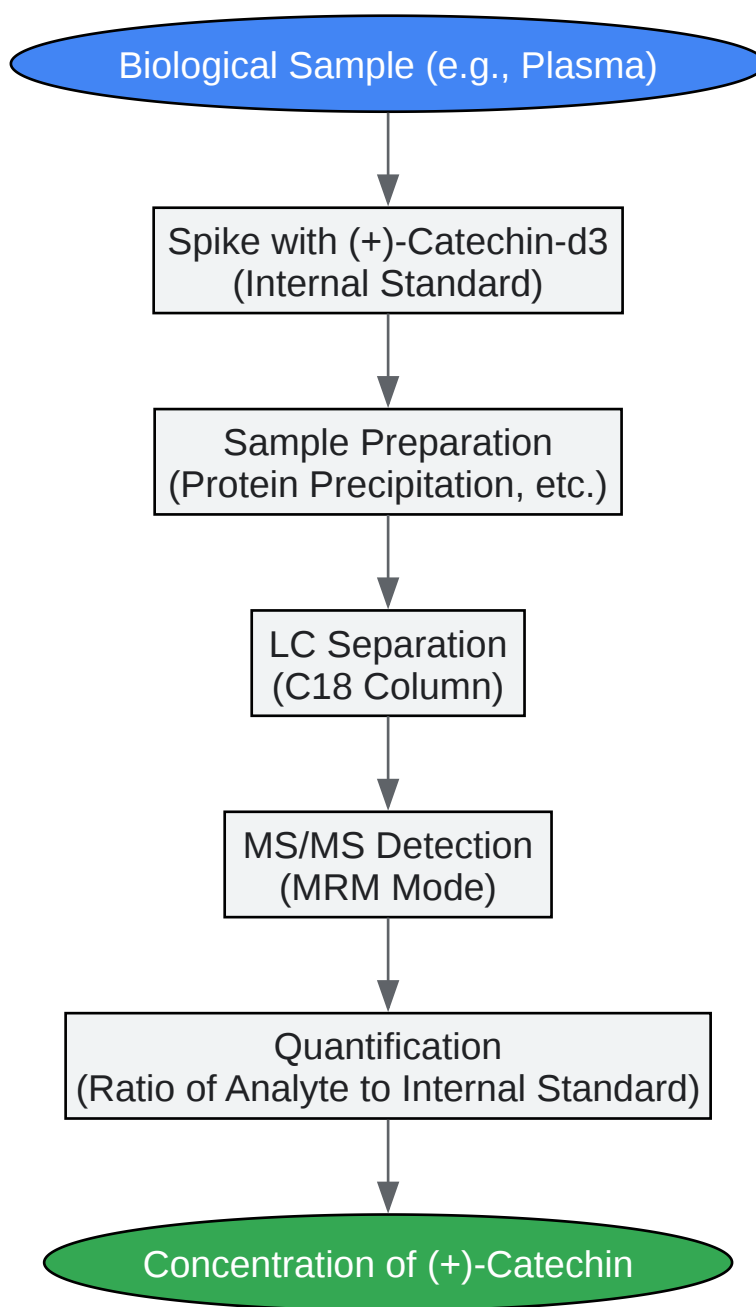 Biological Sample (e.g., Plasma)
Spike with (+)-Catechin-d3
(Internal Standard)
Sample Preparation
(Protein Precipitation, etc.)
LC Separation
(C18 Column)
MS/MS Detection
(MRM Mode)
Quantification
(Ratio of Analyte to Internal Standard)
Concentration of (+)-Catechin